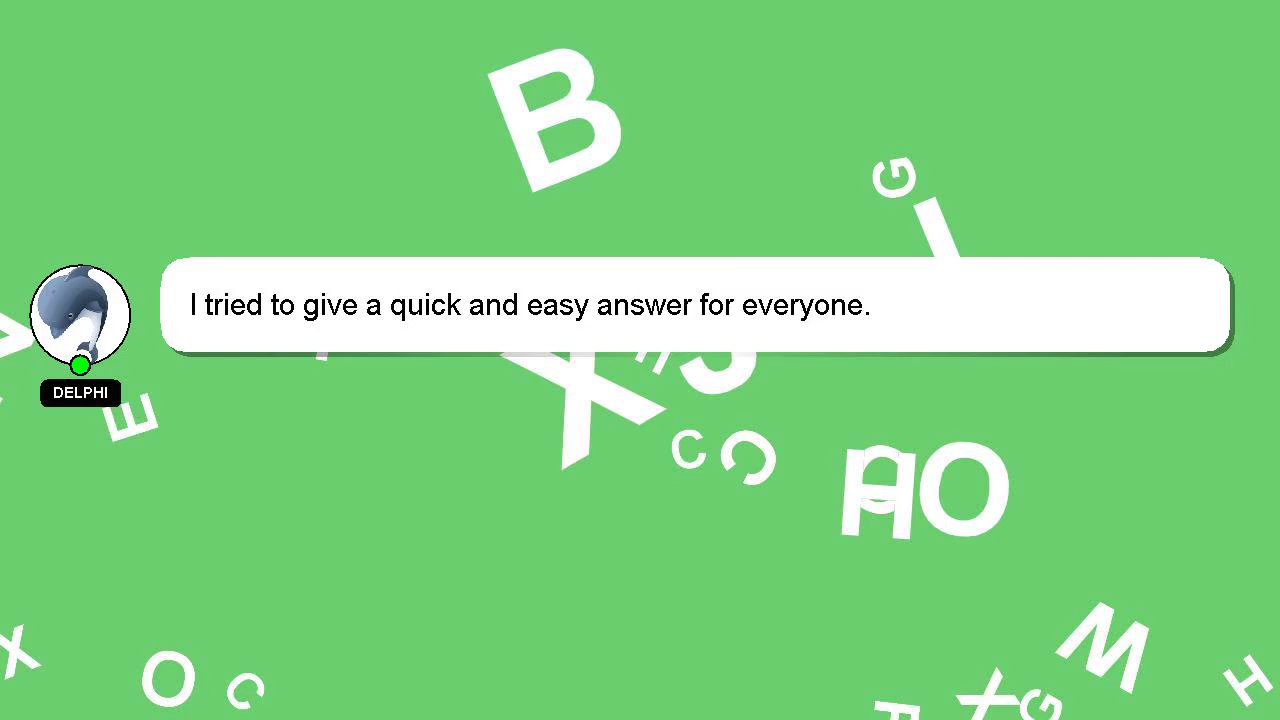 B
G
I
I tried to give a quick and easy answer for everyone.
DELPHI
E
X
C
C
H
O
X
O
C
M
H
X
G